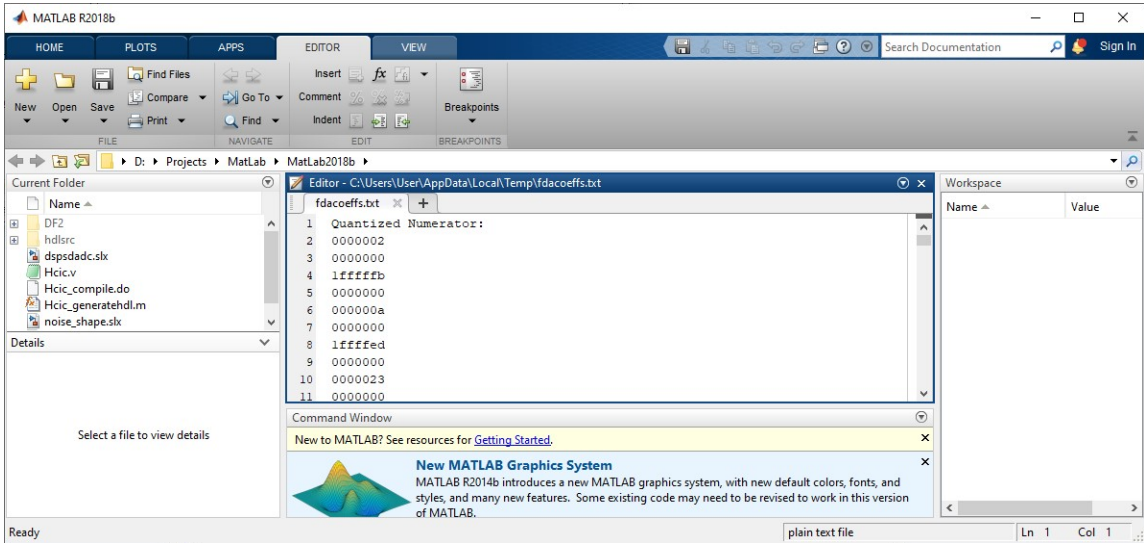 MATLAB R2018b
HOME PLOTS APPS EDITOR VIEW Search Documentation Sign In
New Open Save Find Files Compare Print Go To Find Insert fx Comment Indent Breakpoints
FILE NAVIGATE EDIT BREAKPOINTS
D: Projects MatLab MatLab2018b
Current Folder
Name
DF2
hdlsrc
dspsdadc.slx
Hcic.v
Hcic_compile.do
Hcic_generatehdl.m
noise_shape.slx
Details
Select a file to view details
Editor - C:\Users\User\AppData\Local\Temp\fdacoeffs.txt
fdacoeffs.txt
1 Quantized Numerator:
2 0000002
3 0000000
4 1fffffb
5 0000000
6 000000a
7 0000000
8 1ffffed
9 0000000
10 0000023
11 0000000
Command Window
New to MATLAB? See resources for Getting Started.
New MATLAB Graphics System
MATLAB R2014b introduces a new MATLAB graphics system, with new default colors, fonts, and
styles, and many new features. Some existing code may need to be revised to work in this version
of MATLAB.
Workspace
Name Value
Ready plain text file Ln 1 Col 1